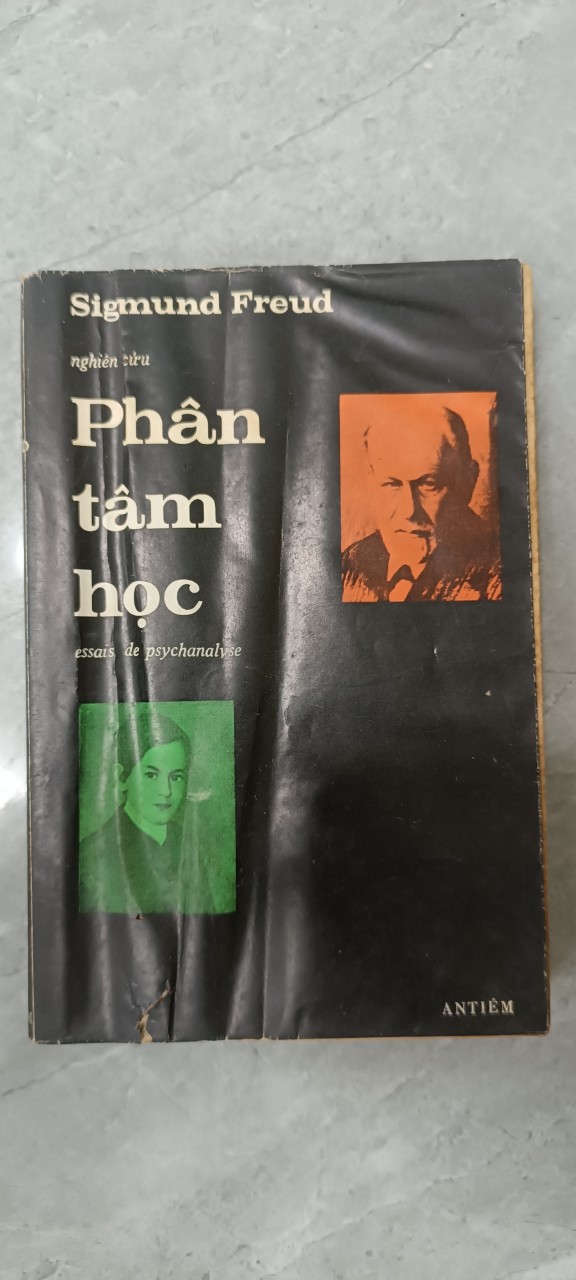 Sigmund Freud
nghiên cứu
Phân
tâm
học
essais de psychanalyse
ANTIÊM